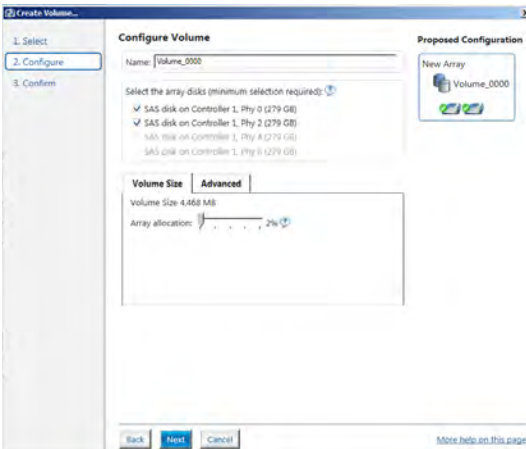 Create Volume...
1. Select
2. Configure
3. Confirm
Configure Volume
Name: Volume_0000
Select the array disks (minimum selection required):
SAS disk on Controller 1, Phy 0 (279 GB)
SAS disk on Controller 1, Phy 2 (279 GB)
SAS disk on Controller 1, Phy 4 (279 GB)
SAS disk on Controller 1, Phy 6 (279 GB)
Volume Size
Advanced
Volume Size 4,468 MB
Array allocation: 2%
Proposed Configuration
New Array
Volume_0000
Back
Next
Cancel
More help on this page